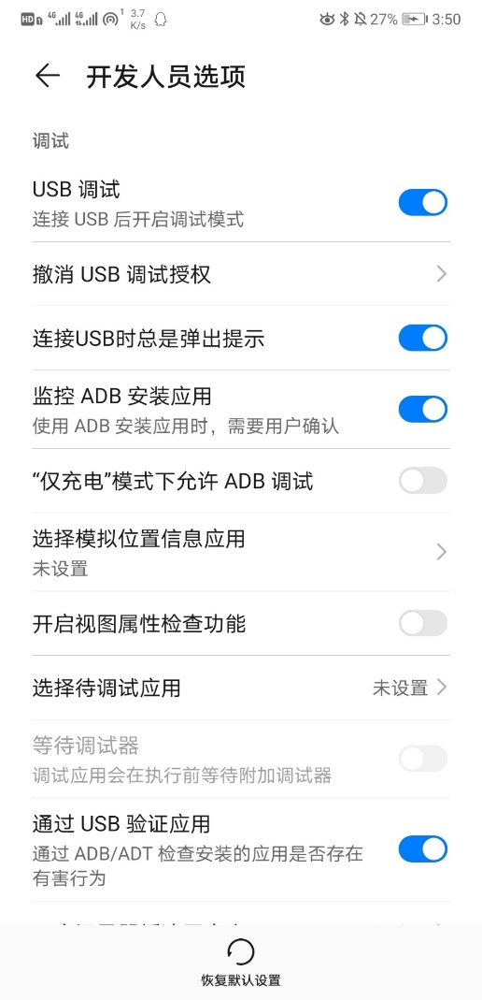 HD 4G 4G 1 3.7 K/s 27% 3:50
开发人员选项
调试
USB 调试
连接 USB 后开启调试模式
撤消 USB 调试授权
连接USB时总是弹出提示
监控 ADB 安装应用
使用 ADB 安装应用时，需要用户确认
“仅充电”模式下允许 ADB 调试
选择模拟位置信息应用
未设置
开启视图属性检查功能
选择待调试应用 未设置
等待调试器
调试应用会在执行前等待附加调试器
通过 USB 验证应用
通过 ADB/ADT 检查安装的应用是否存在
有害行为
恢复默认设置